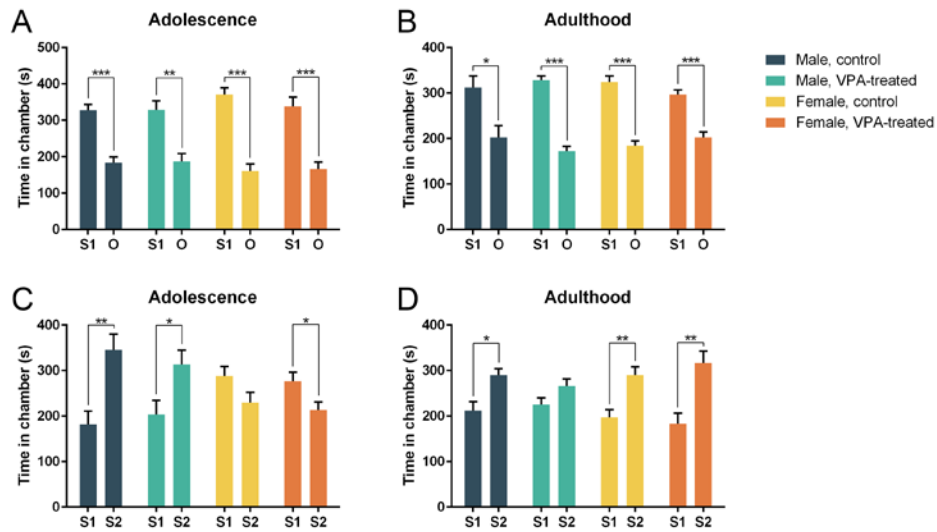 A
Adolescence
Time in chamber (s)
500
400
300
200
100
0
*** ** *** ***
S1 O S1 O S1 O S1 O
B
Adulthood
Time in chamber (s)
400
300
200
100
0
* *** *** ***
S1 O S1 O S1 O S1 O
Male, control
Male, VPA-treated
Female, control
Female, VPA-treated
C
Adolescence
Time in chamber (s)
400
300
200
100
0
** * *
S1 S2 S1 S2 S1 S2 S1 S2
D
Adulthood
Time in chamber (s)
400
300
200
100
0
* ** **
S1 S2 S1 S2 S1 S2 S1 S2